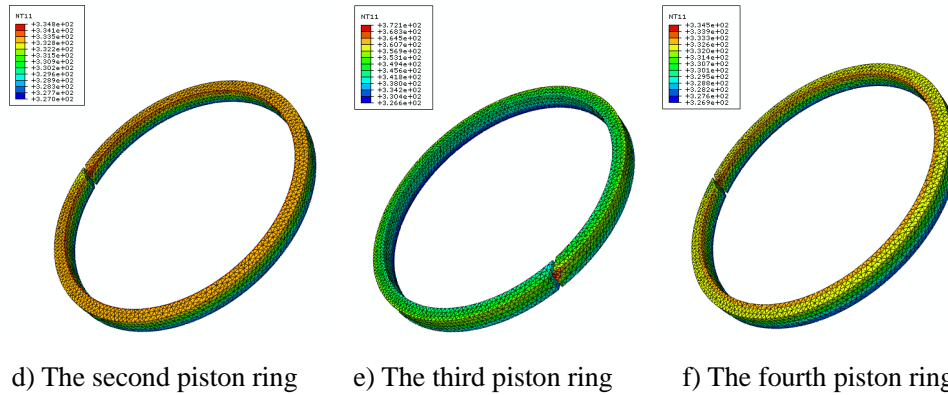 NT11
+3.348e+02
+3.341e+02
+3.335e+02
+3.328e+02
+3.322e+02
+3.315e+02
+3.309e+02
+3.302e+02
+3.296e+02
+3.289e+02
+3.283e+02
+3.277e+02
+3.270e+02
NT11
+3.721e+02
+3.683e+02
+3.645e+02
+3.607e+02
+3.569e+02
+3.531e+02
+3.494e+02
+3.456e+02
+3.418e+02
+3.380e+02
+3.342e+02
+3.304e+02
+3.266e+02
NT11
+3.345e+02
+3.339e+02
+3.333e+02
+3.326e+02
+3.320e+02
+3.314e+02
+3.307e+02
+3.301e+02
+3.295e+02
+3.288e+02
+3.282e+02
+3.276e+02
+3.269e+02
d) The second piston ring
e) The third piston ring
f) The fourth piston ring